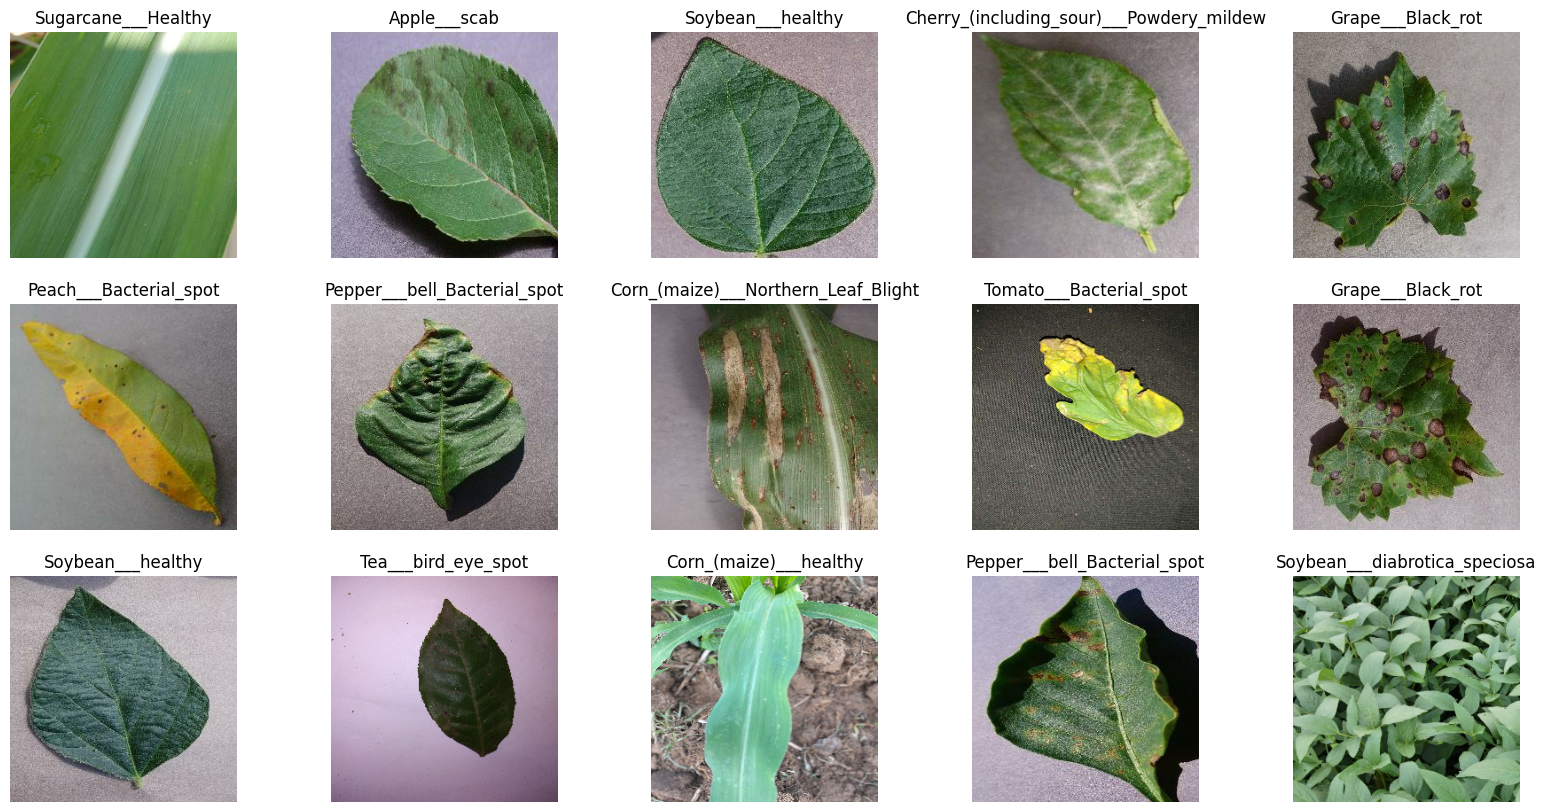 Sugarcane___Healthy
Apple___scab
Soybean___healthy
Cherry_(including_sour)___Powdery_mildew
Grape___Black_rot
Peach___Bacterial_spot
Pepper___bell_Bacterial_spot
Corn_(maize)___Northern_Leaf_Blight
Tomato___Bacterial_spot
Grape___Black_rot
Soybean___healthy
Tea___bird_eye_spot
Corn_(maize)___healthy
Pepper___bell_Bacterial_spot
Soybean___diabrotica_speciosa